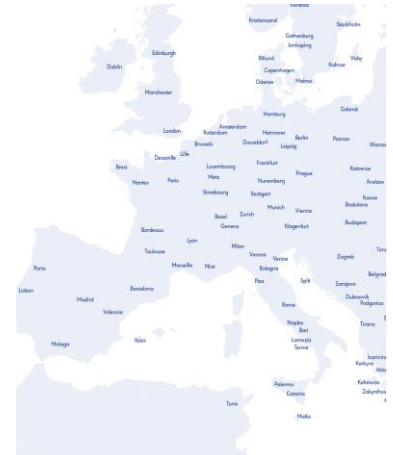 Kristiansand
Stockholm
Gothenburg
Jonkoping
Visby
Edinburgh
Billund
Kalmar
Dublin
Copenhagen
Odense
Malmo
Manchester
Gdansk
Hamburg
London
Amsterdam
Rotterdam
Hannover
Berlin
Poznan
Brussels
Dusseldorf
Leipzig
Lille
Deauville
Frankfurt
Brest
Luxembourg
Katowice
Metz
Prague
Nantes
Paris
Nuremberg
Krakow
Strasbourg
Stuttgart
Kosice
Munich
Bratislava
Basel
Zurich
Vienna
Budapest
Geneva
Klagenfurt
Bordeaux
Lyon
Milan
Toulouse
Verona
Venice
Zagreb
Porto
Marseille
Nice
Bologna
Pisa
Split
Sarajevo
Lisbon
Barcelona
Madrid
Dubrovnik
Podgorica
Rome
Valencia
Naples
Bari
Tirana
Ibiza
Malaga
Lamezia
Terme
Kerkyra
Palermo
Kefalonia
Catania
Tunis
Malta